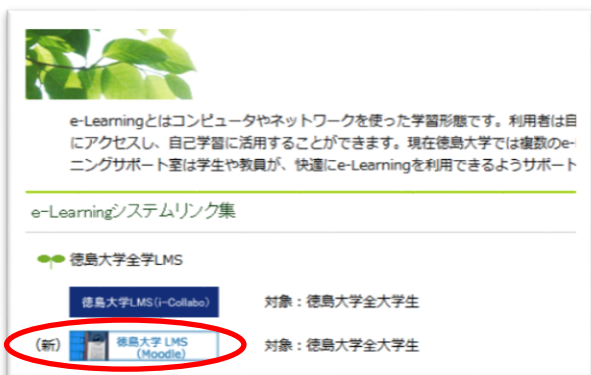 e-Learningとはコンピュータやネットワークを使った学習形態です。利用者は自
にアクセスし、自己学習に活用することができます。現在徳島大学では複数のe-
ニングサポート室は学生や教員が、快適にe-Learningを利用できるようサポート
e-Learningシステムリンク集
徳島大学全学LMS
徳島大学LMS(i-Collabo) 対象：徳島大学全大学生
(新) 徳島大学 LMS
(Moodle) 対象：徳島大学全大学生